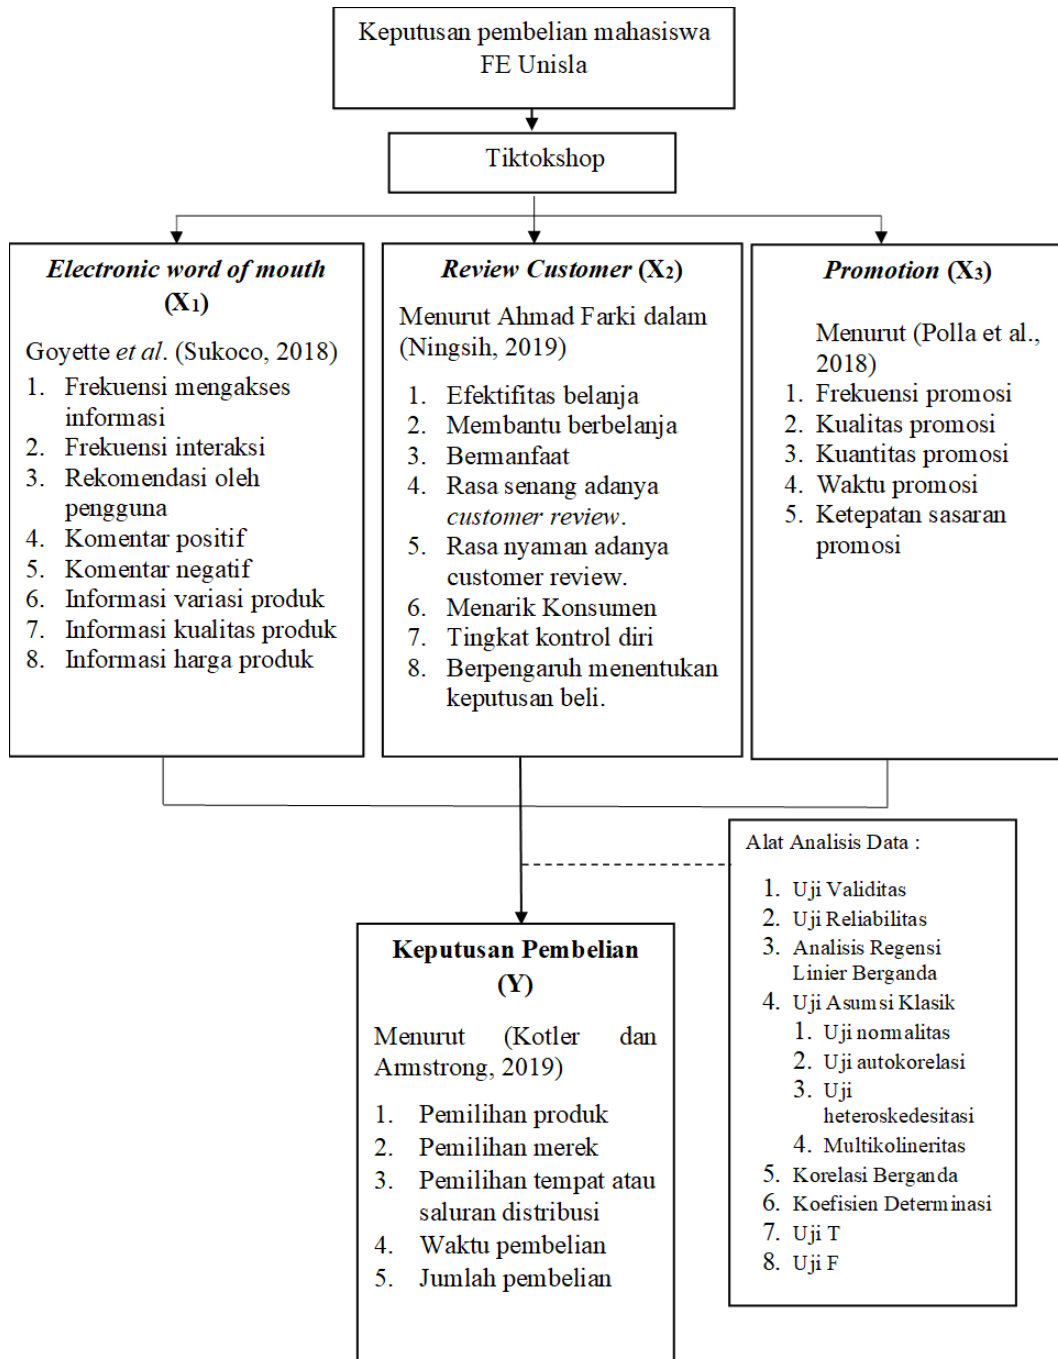 Keputusan pembelian mahasiswa
FE Unisla
Tiktokshop
Electronic word of mouth
(X1)
Goyette et al. (Sukoco, 2018)
1. Frekuensi mengakses
informasi
2. Frekuensi interaksi
3. Rekomendasi oleh
pengguna
4. Komentar positif
5. Komentar negatif
6. Informasi variasi produk
7. Informasi kualitas produk
8. Informasi harga produk
Review Customer (X2)
Menurut Ahmad Farki dalam
(Ningsih, 2019)
1. Efektifitas belanja
2. Membantu berbelanja
3. Bermanfaat
4. Rasa senang adanya
customer review.
5. Rasa nyaman adanya
customer review.
6. Menarik Konsumen
7. Tingkat kontrol diri
8. Berpengaruh menentukan
keputusan beli.
Promotion (X3)
Menurut (Polla et al.,
2018)
1. Frekuensi promosi
2. Kualitas promosi
3. Kuantitas promosi
4. Waktu promosi
5. Ketepatan sasaran
promosi
Alat Analisis Data :
1. Uji Validitas
2. Uji Reliabilitas
3. Analisis Regensi
Linier Berganda
4. Uji Asumsi Klasik
1. Uji normalitas
2. Uji autokorelasi
3. Uji
heteroskedesitasi
4. Multikolineritas
5. Korelasi Berganda
6. Koefisien Determinasi
7. Uji T
8. Uji F
Keputusan Pembelian
(Y)
Menurut (Kotler dan
Armstrong, 2019)
1. Pemilihan produk
2. Pemilihan merek
3. Pemilihan tempat atau
saluran distribusi
4. Waktu pembelian
5. Jumlah pembelian